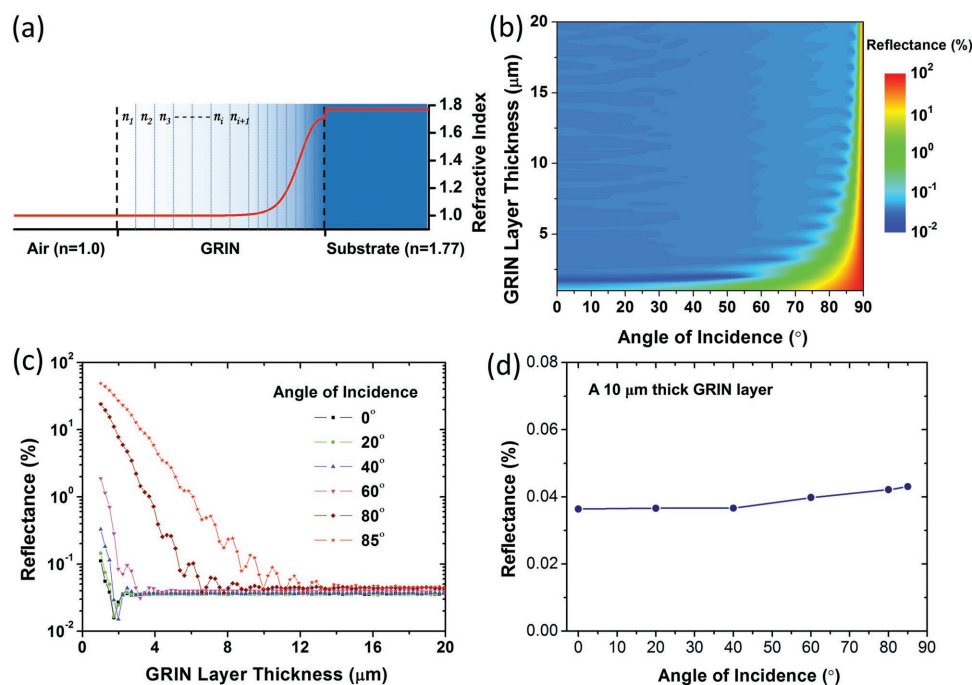 (a)
n1 n2 n3 ni ni+1
1.8
1.6
1.4
1.2
1.0
Refractive Index
Air (n=1.0)
GRIN
Substrate (n=1.77)
(b)
20
15
10
5
GRIN Layer Thickness (μm)
0 10 20 30 40 50 60 70 80 90
Angle of Incidence (°)
Reflectance (%)
10^2
10^1
10^0
10^-1
10^-2
(c)
10^2
10^1
10^0
10^-1
10^-2
Reflectance (%)
Angle of Incidence
0°
20°
40°
60°
80°
85°
0 4 8 12 16 20
GRIN Layer Thickness (μm)
(d)
0.08
0.06
0.04
0.02
0.00
Reflectance (%)
A 10 μm thick GRIN layer
0 10 20 30 40 50 60 70 80 90
Angle of Incidence (°)